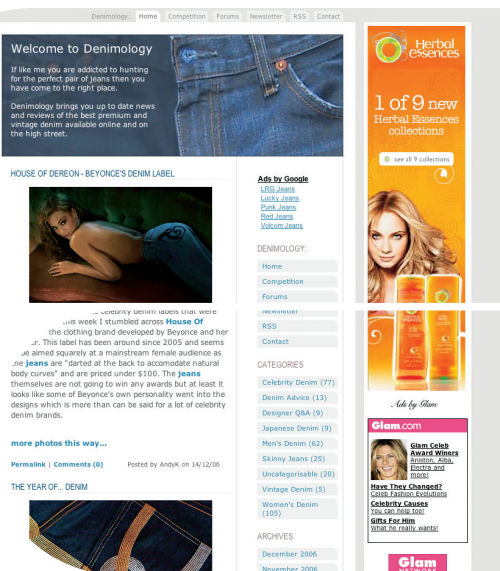 Denimology: Home Competition Forums Newsletter RSS Contact
Welcome to Denimology
If like me you are addicted to hunting
for the perfect pair of jeans then you
have come to the right place.
Denimology brings you up to date news
and reviews of the best premium and
vintage denim available online and on
the high street.
HOUSE OF DEREON - BEYONCE'S DENIM LABEL
celebrity denim labels that were
this week I stumbled across House Of
the clothing brand developed by Beyonce and her
This label has been around since 2005 and seems
be aimed squarely at a mainstream female audience as
jeans are "darted at the back to accomodate natural
body curves" and are priced under $100. The jeans
themselves are not going to win any awards but at least it
looks like some of Beyonce's own personality went into the
designs which is more than can be said for a lot of celebrity
denim brands.
more photos this way...
Permalink | Comments (0) Posted by AndyK on 14/12/06
THE YEAR OF... DENIM
Ads by Google
LRG Jeans
Lucky Jeans
Punk Jeans
Red Jeans
Volcom Jeans
DENIMOLOGY:
Home
Competition
Forums
Newsletter
RSS
Contact
CATEGORIES
Celebrity Denim (77)
Denim Advice (13)
Designer Q&A (9)
Japanese Denim (9)
Men's Denim (62)
Skinny Jeans (25)
Uncategorisable (20)
Vintage Denim (5)
Women's Denim
(105)
ARCHIVES
December 2006
November 2006
Herbal
essences
1 of 9 new
Herbal Essences
collections
see all 9 collections
Ads by Glam
Glam.com
Glam Celeb
Award Winers
Aniston, Alba,
Electra and
more!
Have They Changed?
Celeb Fashion Evolutions
Celebrity Causes
You can help too!
Gifts For Him
What he really wants!
Glam
NETWORK